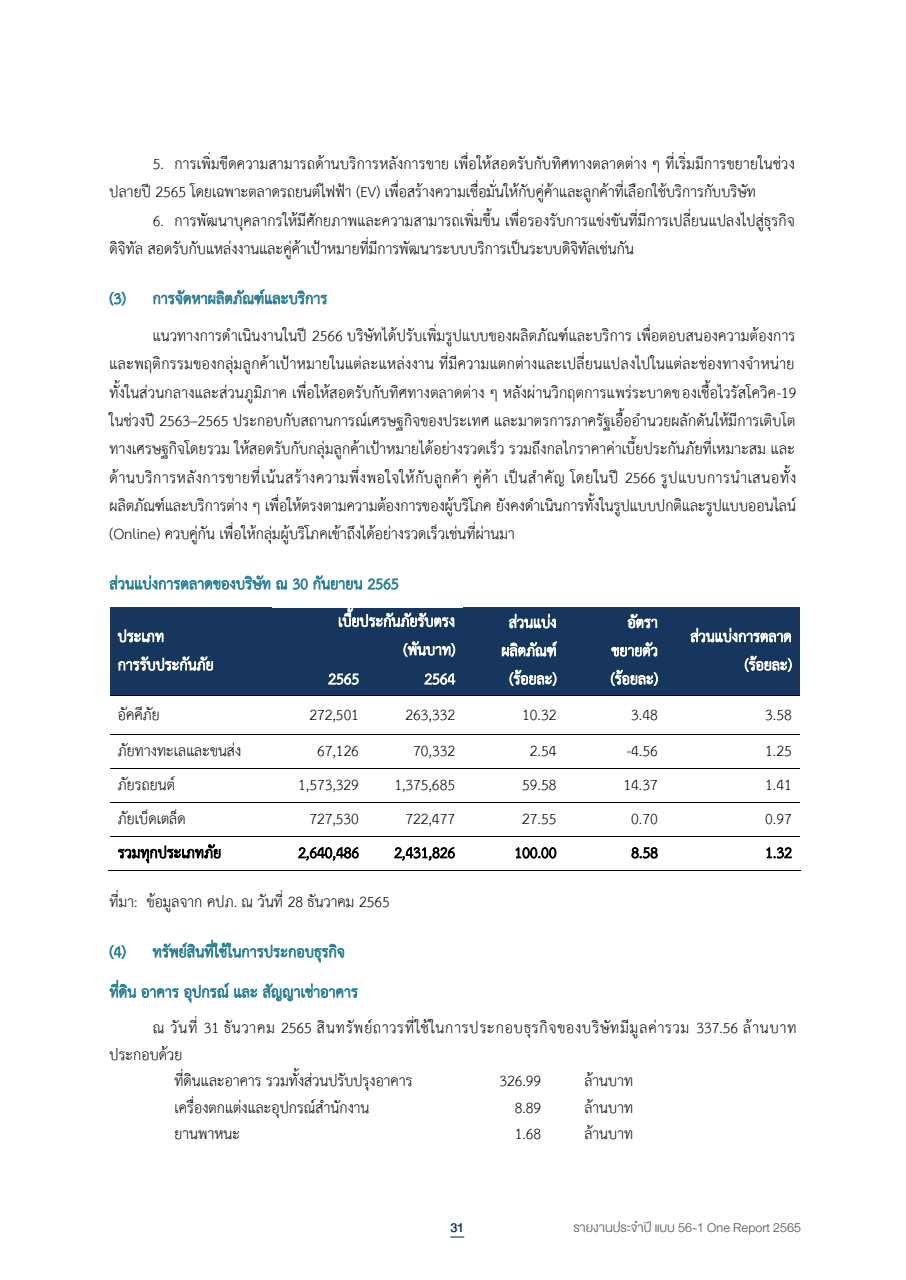 5. การเพิ่มขีดความสามารถด้านบริการหลังการขาย เพื่อให้สอดรับกับทิศทางตลาดต่าง ๆ ที่เริ่มมีการขยายในช่วง
ปลายปี 2565 โดยเฉพาะตลาดรถยนต์ไฟฟ้า (EV) เพื่อสร้างความเชื่อมั่นให้กับคู่ค้าและลูกค้าที่เลือกใช้บริการกับบริษัท
6. การพัฒนาบุคลากรให้มีศักยภาพและความสามารถเพิ่มขึ้น เพื่อรองรับการแข่งขันที่มีการเปลี่ยนแปลงไปสู่ธุรกิจ
ดิจิทัล สอดรับกับแหล่งงานและคู่ค้าเป้าหมายที่มีการพัฒนาระบบบริการเป็นระบบดิจิทัลเช่นกัน
(3) การจัดหาผลิตภัณฑ์และบริการ
แนวทางการดำเนินงานในปี 2566 บริษัทได้ปรับเพิ่มรูปแบบของผลิตภัณฑ์และบริการ เพื่อตอบสนองความต้องการ
และพฤติกรรมของกลุ่มลูกค้าเป้าหมายในแต่ละแหล่งงาน ที่มีความแตกต่างและเปลี่ยนแปลงไปในแต่ละช่องทางจำหน่าย
ทั้งในส่วนกลางและส่วนภูมิภาค เพื่อให้สอดรับกับทิศทางตลาดต่าง ๆ หลังผ่านวิกฤตการแพร่ระบาดของเชื้อไวรัสโควิด-19
ในช่วงปี 2563–2565 ประกอบกับสถานการณ์เศรษฐกิจของประเทศ และมาตรการภาครัฐเอื้ออำนวยผลักดันให้มีการเติบโต
ทางเศรษฐกิจโดยรวม ให้สอดรับกับกลุ่มลูกค้าเป้าหมายได้อย่างรวดเร็ว รวมถึงกลไกราคาค่าเบี้ยประกันภัยที่เหมาะสม และ
ด้านบริการหลังการขายที่เน้นสร้างความพึงพอใจให้กับลูกค้า คู่ค้า เป็นสำคัญ โดยในปี 2566 รูปแบบการนำเสนอทั้ง
ผลิตภัณฑ์และบริการต่าง ๆ เพื่อให้ตรงตามความต้องการของผู้บริโภค ยังคงดำเนินการทั้งในรูปแบบปกติและรูปแบบออนไลน์
(Online) ควบคู่กัน เพื่อให้กลุ่มผู้บริโภคเข้าถึงได้อย่างรวดเร็วเช่นที่ผ่านมา
ส่วนแบ่งการตลาดของบริษัท ณ 30 กันยายน 2565
ประเภท เบี้ยประกันภัยรับตรง ส่วนแบ่ง อัตรา ส่วนแบ่งการตลาด
การรับประกันภัย (พันบาท) ผลิตภัณฑ์ ขยายตัว (ร้อยละ)
2565 2564 (ร้อยละ) (ร้อยละ)
อัคคีภัย 272,501 263,332 10.32 3.48 3.58
ภัยทางทะเลและขนส่ง 67,126 70,332 2.54 -4.56 1.25
ภัยรถยนต์ 1,573,329 1,375,685 59.58 14.37 1.41
ภัยเบ็ดเตล็ด 727,530 722,477 27.55 0.70 0.97
รวมทุกประเภทภัย 2,640,486 2,431,826 100.00 8.58 1.32
ที่มา: ข้อมูลจาก คปภ. ณ วันที่ 28 ธันวาคม 2565
(4) ทรัพย์สินที่ใช้ในการประกอบธุรกิจ
ที่ดิน อาคาร อุปกรณ์ และ สัญญาเช่าอาคาร
ณ วันที่ 31 ธันวาคม 2565 สินทรัพย์ถาวรที่ใช้ในการประกอบธุรกิจของบริษัทมีมูลค่ารวม 337.56 ล้านบาท
ประกอบด้วย
ที่ดินและอาคาร รวมทั้งส่วนปรับปรุงอาคาร 326.99 ล้านบาท
เครื่องตกแต่งและอุปกรณ์สำนักงาน 8.89 ล้านบาท
ยานพาหนะ 1.68 ล้านบาท
31 รายงานประจำปี แบบ 56-1 One Report 2565